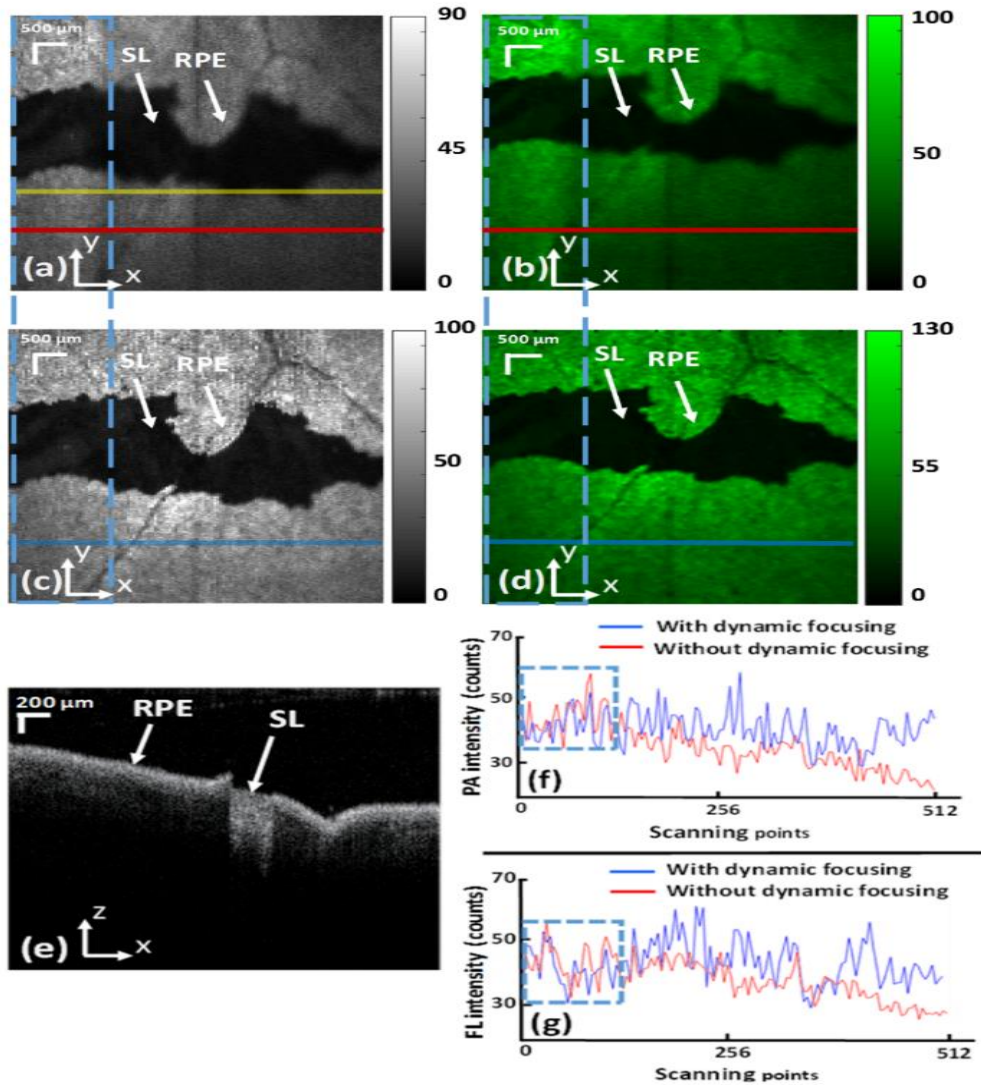 90
500 µm
SL
RPE
45
y
(a)
x
0
100
500 µm
SL
RPE
50
y
(b)
x
0
100
500 µm
SL
RPE
50
y
(c)
x
0
130
500 µm
SL
RPE
55
y
(d)
x
0
200 µm
RPE
SL
z
(e)
x
With dynamic focusing
Without dynamic focusing
70
50
30
PA intensity (counts)
(f)
0
256
512
Scanning points
With dynamic focusing
Without dynamic focusing
70
50
30
FL intensity (counts)
(g)
0
256
512
Scanning points